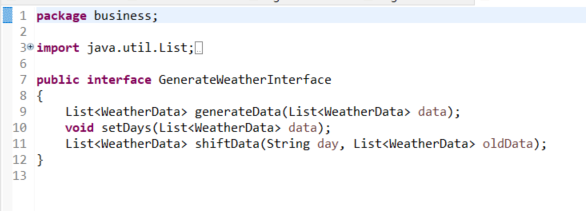 1 package business;
2
3 import java.util.List;
6
7 public interface GenerateWeatherInterface
8 {
9     List<WeatherData> generateData(List<WeatherData> data);
10     void setDays(List<WeatherData> data);
11     List<WeatherData> shiftData(String day, List<WeatherData> oldData);
12 }
13